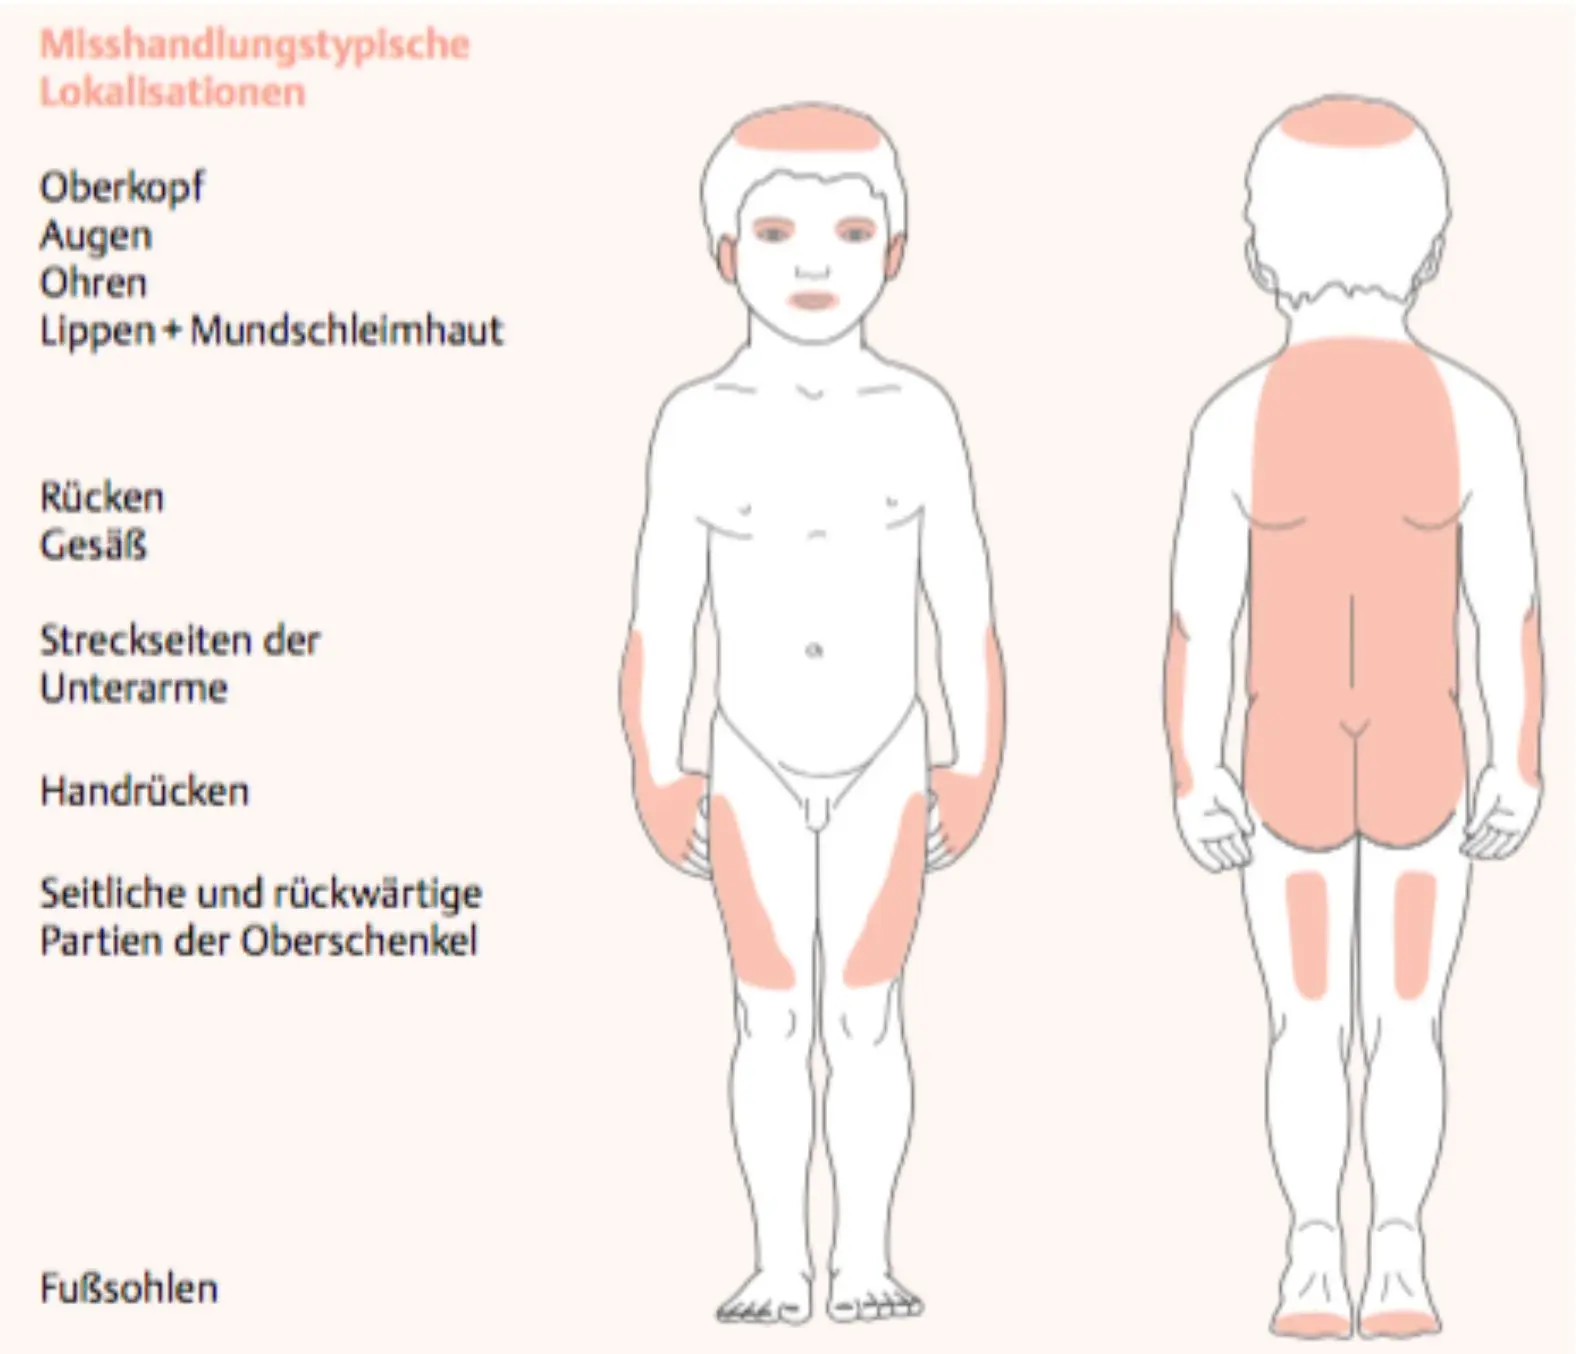 Misshandlungstypische
Lokalisationen
Oberkopf
Augen
Ohren
Lippen + Mundschleimhaut
Rücken
Gesäß
Streckseiten der
Unterarme
Handrücken
Seitliche und rückwärtige
Partien der Oberschenkel
Fußsohlen